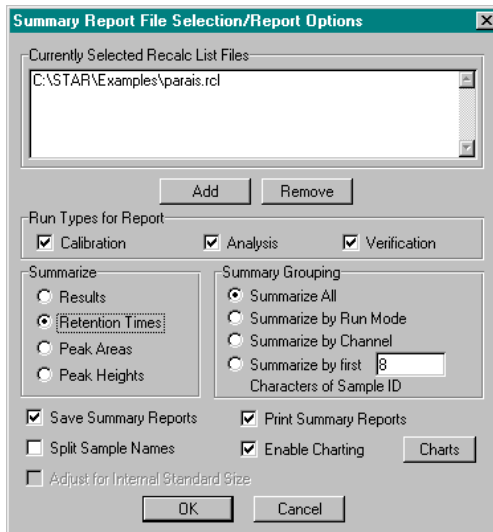 Summary Report File Selection/Report Options
Currently Selected Recalc List Files
C:\STAR\Examples\parais.rcl
Add Remove
Run Types for Report
Calibration Analysis Verification
Summarize Summary Grouping
Results Summarize All
Retention Times Summarize by Run Mode
Peak Areas Summarize by Channel
Peak Heights Summarize by first 8
Characters of Sample ID
Save Summary Reports Print Summary Reports
Split Sample Names Enable Charting Charts
Adjust for Internal Standard Size
OK Cancel